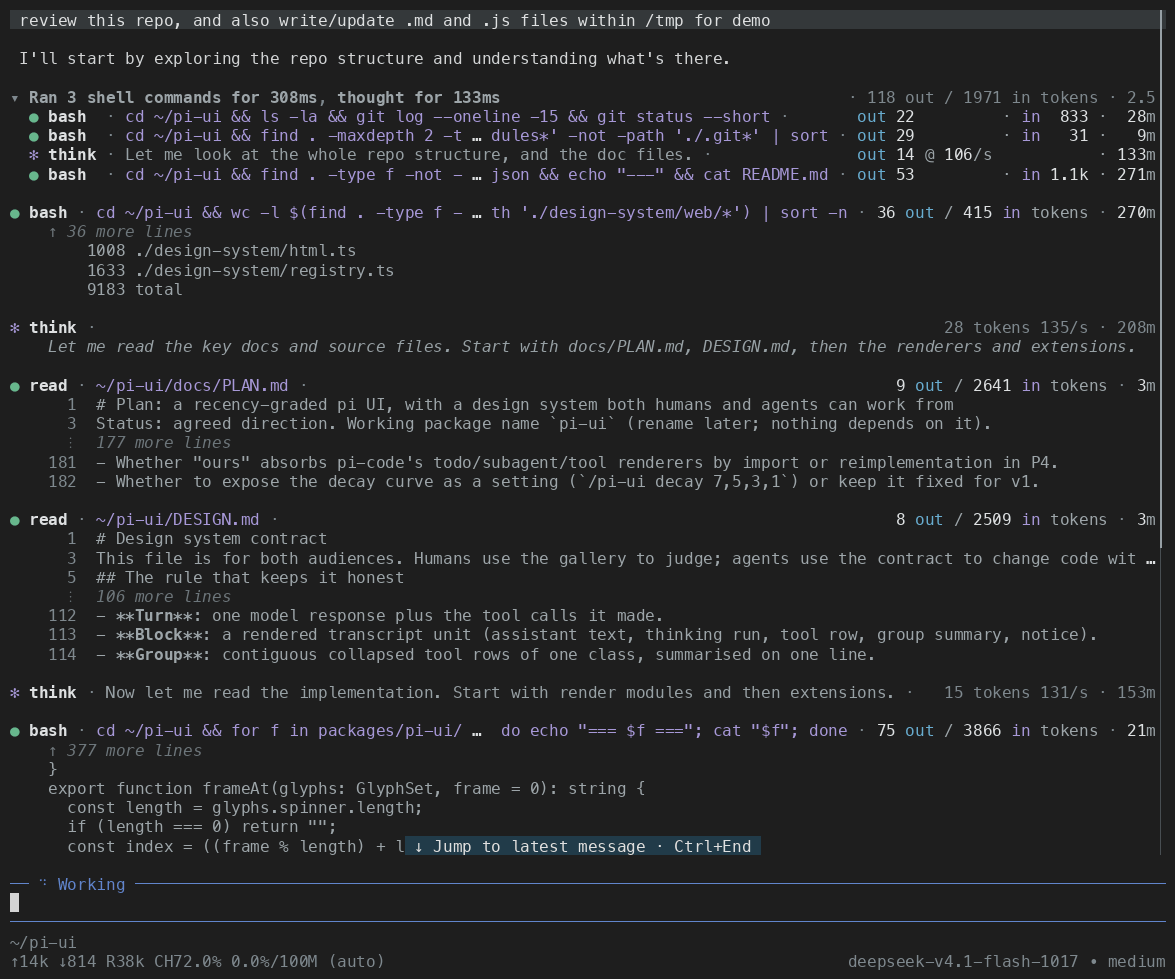 review this repo, and also write/update .md and .js files within /tmp for demo
I'll start by exploring the repo structure and understanding what's there.
▾ Ran 3 shell commands for 308ms, thought for 133ms · 118 out / 1971 in tokens · 2.5
● bash · cd ~/pi-ui && ls -la && git log --oneline -15 && git status --short · out 22 · in 833 · 28m
● bash · cd ~/pi-ui && find . -maxdepth 2 -t … dules*' -not -path './.git*' | sort · out 29 · in 31 · 9m
✻ think · Let me look at the whole repo structure, and the doc files. · out 14 @ 106/s · 133m
● bash · cd ~/pi-ui && find . -type f -not - … json && echo "---" && cat README.md · out 53 · in 1.1k · 271m
● bash · cd ~/pi-ui && wc -l $(find . -type f - … th './design-system/web/*') | sort -n · 36 out / 415 in tokens · 270m
↑ 36 more lines
1008 ./design-system/html.ts
1633 ./design-system/registry.ts
9183 total
✻ think · 28 tokens 135/s · 208m
Let me read the key docs and source files. Start with docs/PLAN.md, DESIGN.md, then the renderers and extensions.
● read · ~/pi-ui/docs/PLAN.md · 9 out / 2641 in tokens · 3m
1 # Plan: a recency-graded pi UI, with a design system both humans and agents can work from
3 Status: agreed direction. Working package name `pi-ui` (rename later; nothing depends on it).
⋮ 177 more lines
181 - Whether "ours" absorbs pi-code's todo/subagent/tool renderers by import or reimplementation in P4.
182 - Whether to expose the decay curve as a setting (`/pi-ui decay 7,5,3,1`) or keep it fixed for v1.
● read · ~/pi-ui/DESIGN.md · 8 out / 2509 in tokens · 3m
1 # Design system contract
3 This file is for both audiences. Humans use the gallery to judge; agents use the contract to change code wit …
5 ## The rule that keeps it honest
⋮ 106 more lines
112 - **Turn**: one model response plus the tool calls it made.
113 - **Block**: a rendered transcript unit (assistant text, thinking run, tool row, group summary, notice).
114 - **Group**: contiguous collapsed tool rows of one class, summarised on one line.
✻ think · Now let me read the implementation. Start with render modules and then extensions. · 15 tokens 131/s · 153m
● bash · cd ~/pi-ui && for f in packages/pi-ui/ … do echo "=== $f ==="; cat "$f"; done · 75 out / 3866 in tokens · 21m
↑ 377 more lines
}
export function frameAt(glyphs: GlyphSet, frame = 0): string {
const length = glyphs.spinner.length;
if (length === 0) return "";
const index = ((frame % length) + l ↓ Jump to latest message · Ctrl+End
Working
~/pi-ui
↑14k ↓814 R38k CH72.0% 0.0%/100M (auto) deepseek-v4.1-flash-1017 • medium